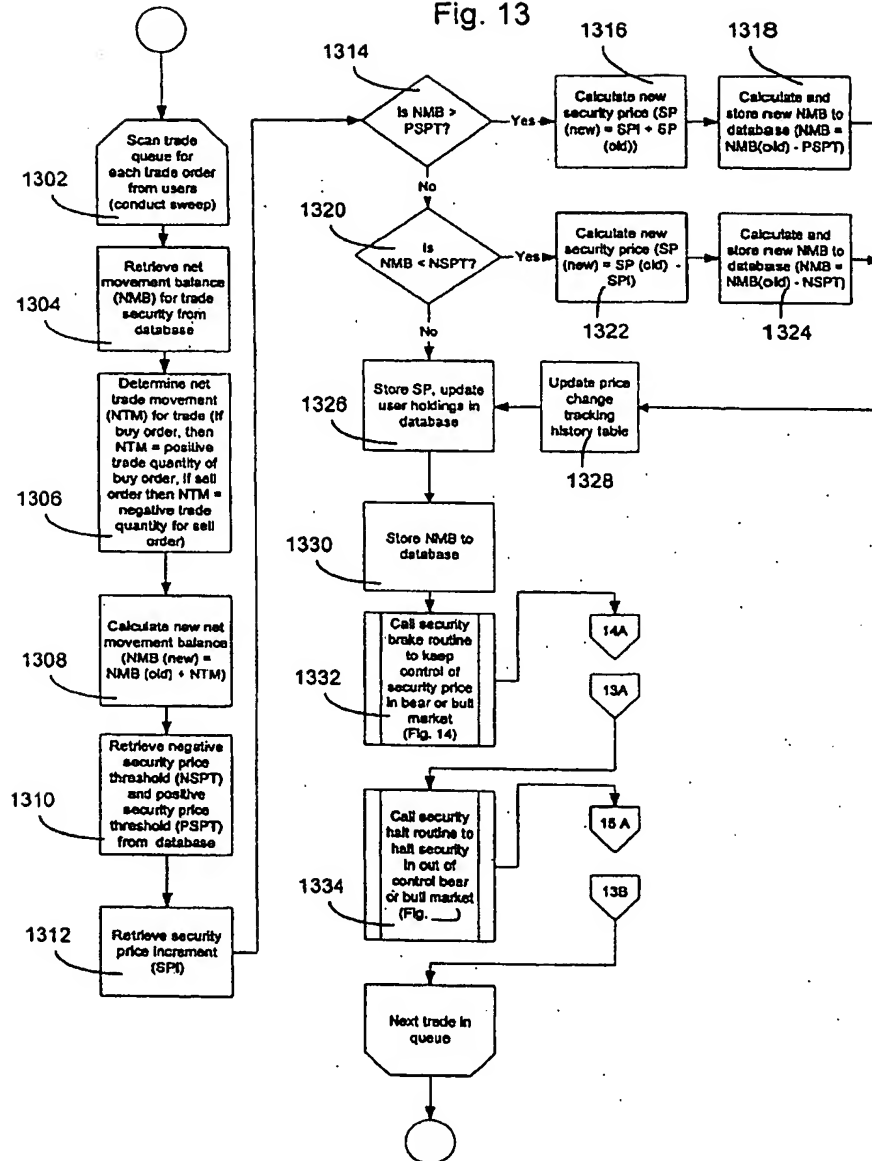 Fig. 13
1302
Scan trade
queue for
each trade order
from users
(conduct sweep)
1304
Retrieve net
movement balance
(NMB) for trade
security from
database
1306
Determine net
trade movement
(NTM) for trade (If
buy order, then
NTM = positive
trade quantity of
buy order, if sell
order then NTM =
negative trade
quantity for sell
order)
1308
Calculate new net
movement balance
(NMB (new) =
NMB (old) + NTM)
1310
Retrieve negative
security price
threshold (NSPT)
and positive
security price
threshold (PSPT)
from database
1312
Retrieve security
price increment
(SPI)
1314
Is NMB >
PSPT?
Yes
No
1316
Calculate new
security price (SP
(new) = SPI + SP
(old))
1318
Calculate and
store new NMB to
database (NMB =
NMB(old) - PSPT)
1320
Is
NMB < NSPT?
Yes
No
Calculate new
security price (SP
(new) = SP (old) -
SPI)
1322
Calculate and
store new NMB to
database (NMB =
NMB(old) - NSPT)
1324
1326
Store SP, update
user holdings in
database
Update price
change
tracking
history table
1328
1330
Store NMB to
database
1332
Call security
brake routine
to keep
control of
security price
in bear or bull
market
(Fig. 14)
14A
13A
1334
Call security
halt routine to
halt security
in out of
control bear
or bull market
(Fig. __)
15A
13B
Next trade in
queue